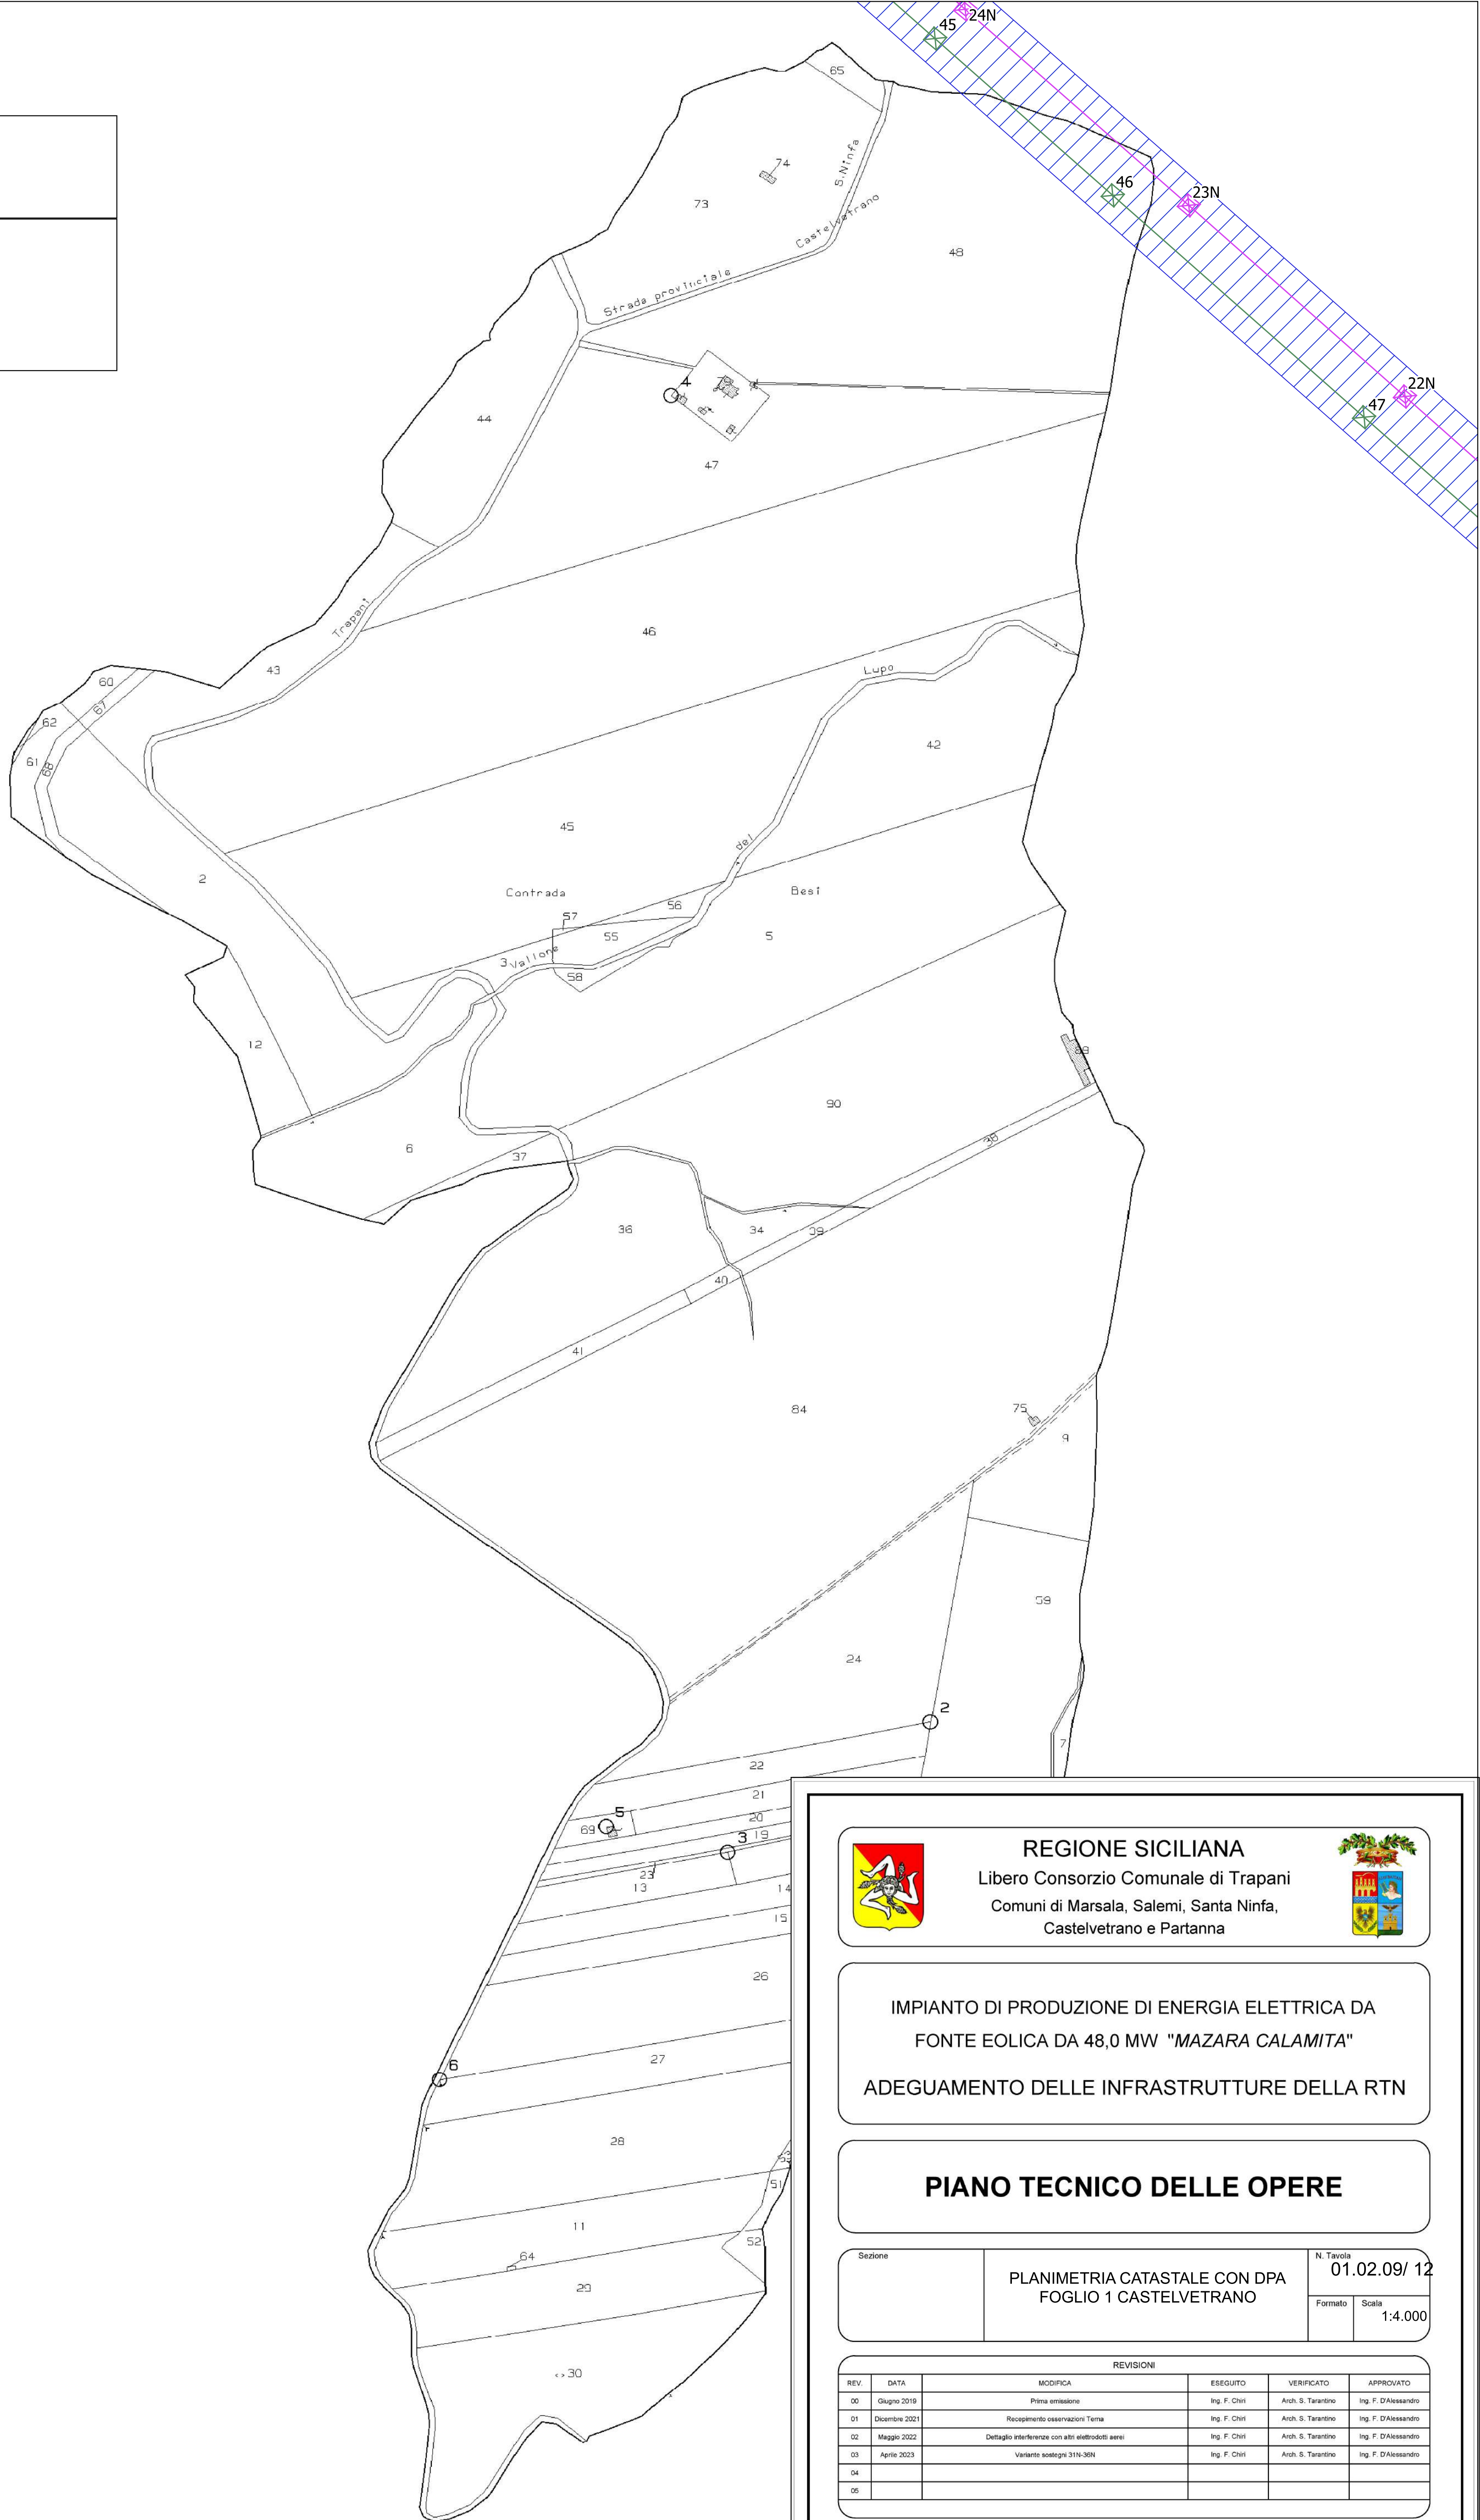 45
24N
65
74
S.Ninfa
46
23N
73
Castelvetrano
48
Strada provinciale
4
22N
47
44
47
Trapani
46
43
Lupo
60
67
62
42
61
68
45
del
2
Contrada
Besi
56
57
55
5
3
Vallone
58
12
89
90
38
6
37
36
34
39
40
41
84
75
9
59
24
2
7
22
21
5
20
69
3
19
23
13
14
15
26
6
27
28
53
51
11
52
64
29
30
REGIONE SICILIANA
Libero Consorzio Comunale di Trapani
Comuni di Marsala, Salemi, Santa Ninfa,
Castelvetrano e Partanna
IMPIANTO DI PRODUZIONE DI ENERGIA ELETTRICA DA
FONTE EOLICA DA 48,0 MW "MAZARA CALAMITA"
ADEGUAMENTO DELLE INFRASTRUTTURE DELLA RTN
PIANO TECNICO DELLE OPERE
Sezione
PLANIMETRIA CATASTALE CON DPA
FOGLIO 1 CASTELVETRANO
N. Tavola
01.02.09/ 12
Formato Scala
1:4.000
REVISIONI
REV. DATA MODIFICA ESEGUITO VERIFICATO APPROVATO
00 Giugno 2019 Prima emissione Ing. F. Chiri Arch. S. Tarantino Ing. F. D'Alessandro
01 Dicembre 2021 Recepimento osservazioni Terna Ing. F. Chiri Arch. S. Tarantino Ing. F. D'Alessandro
02 Maggio 2022 Dettaglio interferenze con altri elettrodotti aerei Ing. F. Chiri Arch. S. Tarantino Ing. F. D'Alessandro
03 Aprile 2023 Variante sostegni 31N-36N Ing. F. Chiri Arch. S. Tarantino Ing. F. D'Alessandro
04
05